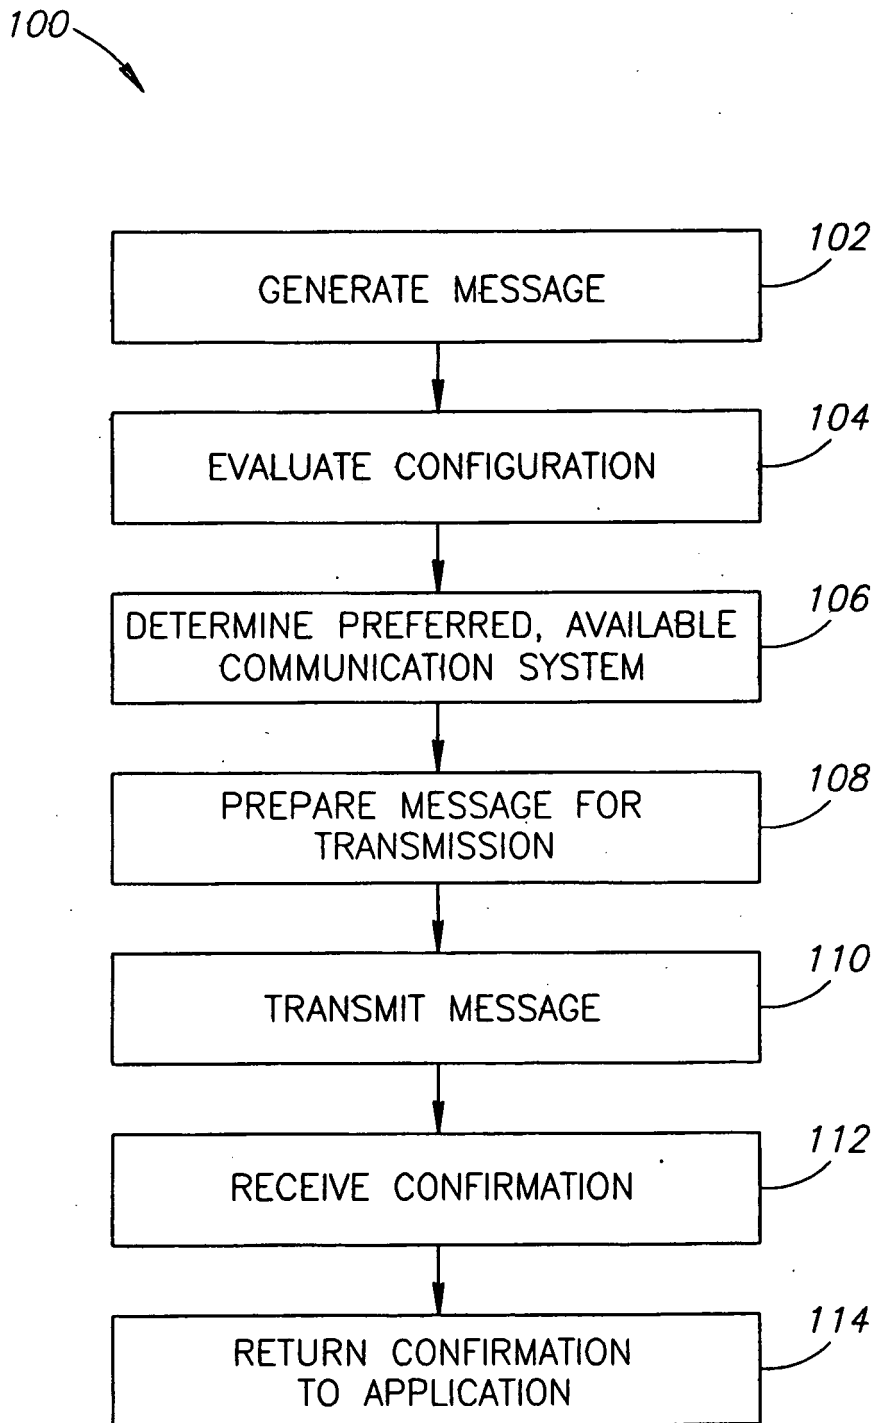 100
102
GENERATE MESSAGE
104
EVALUATE CONFIGURATION
106
DETERMINE PREFERRED, AVAILABLE
COMMUNICATION SYSTEM
108
PREPARE MESSAGE FOR
TRANSMISSION
110
TRANSMIT MESSAGE
112
RECEIVE CONFIRMATION
114
RETURN CONFIRMATION
TO APPLICATION